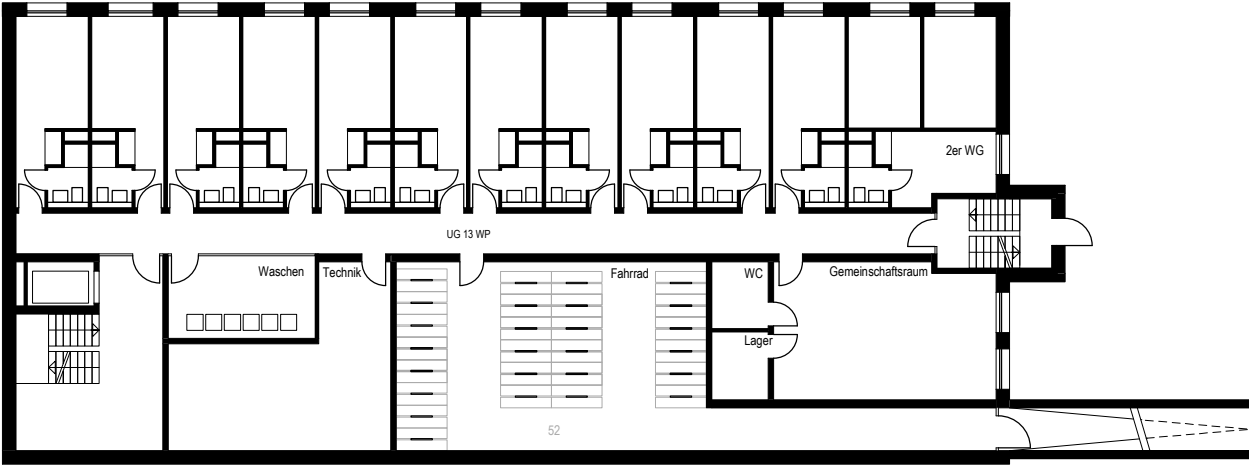 2er WG
UG 13 WP
Waschen
Technik
Fahrrad
WC
Gemeinschaftsraum
Lager
52